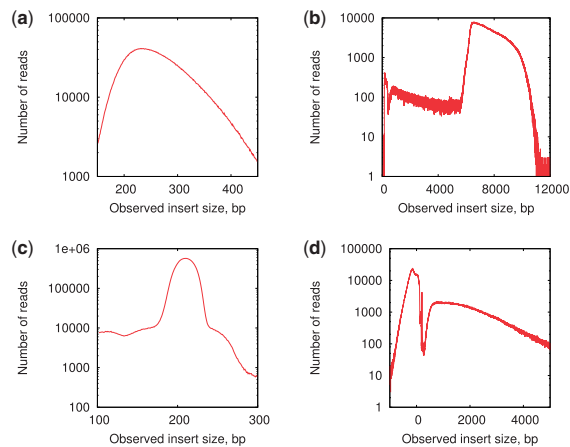 (a)
100000
10000
1000
Number of reads
200 300 400
Observed insert size, bp
(b)
10000
1000
100
10
1
Number of reads
0 4000 8000 12000
Observed insert size, bp
(c)
1e+06
100000
10000
1000
100
Number of reads
100 200 300
Observed insert size, bp
(d)
100000
10000
1000
100
10
1
Number of reads
0 2000 4000
Observed insert size, bp